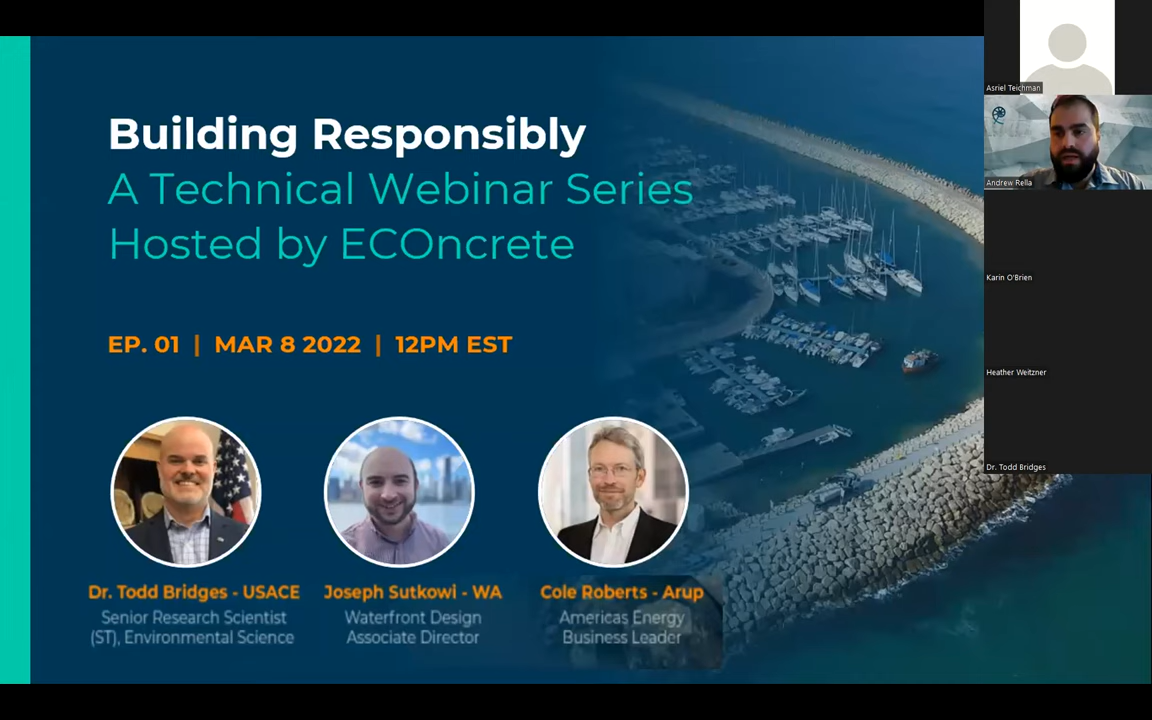 Building Responsibly
A Technical Webinar Series
Hosted by ECOncrete
EP. 01 | MAR 8 2022 | 12PM EST
Dr. Todd Bridges - USACE
Senior Research Scientist
(ST), Environmental Science
Joseph Sutkowi - WA
Waterfront Design
Associate Director
Cole Roberts - Arup
Americas Energy
Business Leader
Asriel Teichman
Andrew Rella
Karin O'Brien
Heather Weitzner
Dr. Todd Bridges